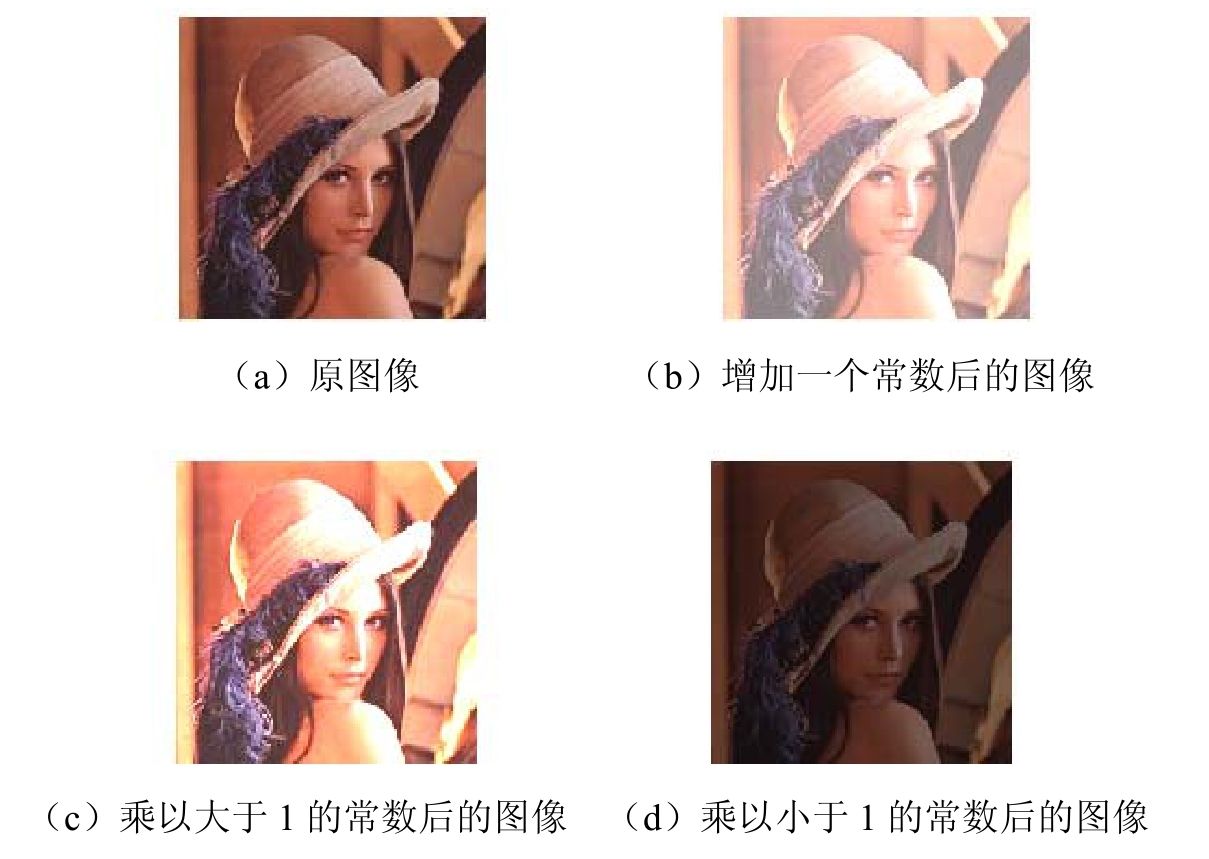 （a）原图像
（b）增加一个常数后的图像
（c）乘以大于 1 的常数后的图像
（d）乘以小于 1 的常数后的图像